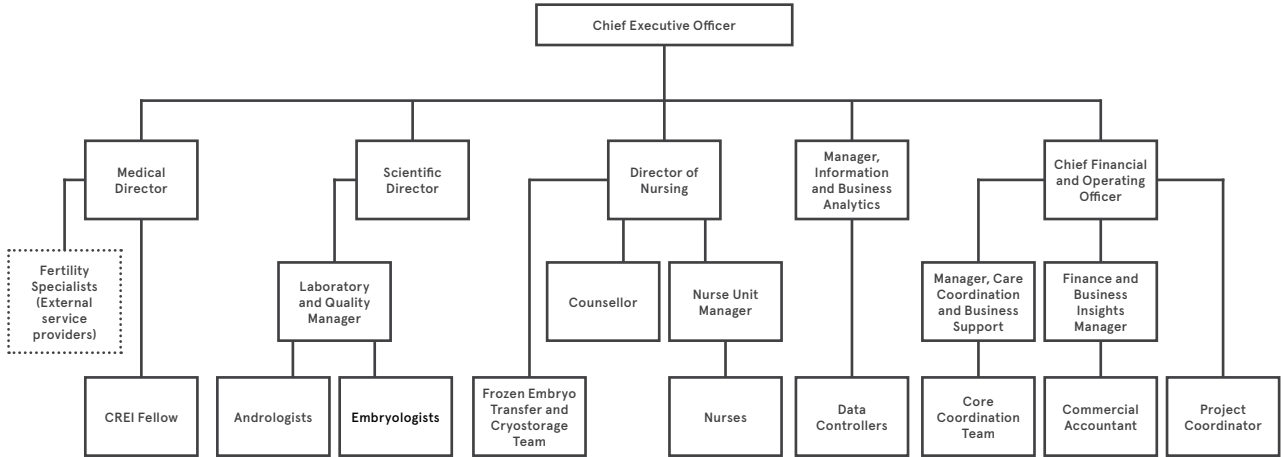 Chief Executive Officer
Medical
Director
Scientific
Director
Director of
Nursing
Manager,
Information
and Business
Analytics
Chief Financial
and Operating
Officer
Fertility
Specialists
(External
service
providers)
Laboratory
and Quality
Manager
Counsellor
Nurse Unit
Manager
Manager, Care
Coordination
and Business
Support
Finance and
Business
Insights
Manager
CREI Fellow
Andrologists
Embryologists
Frozen Embryo
Transfer and
Cryostorage
Team
Nurses
Data
Controllers
Core
Coordination
Team
Commercial
Accountant
Project
Coordinator